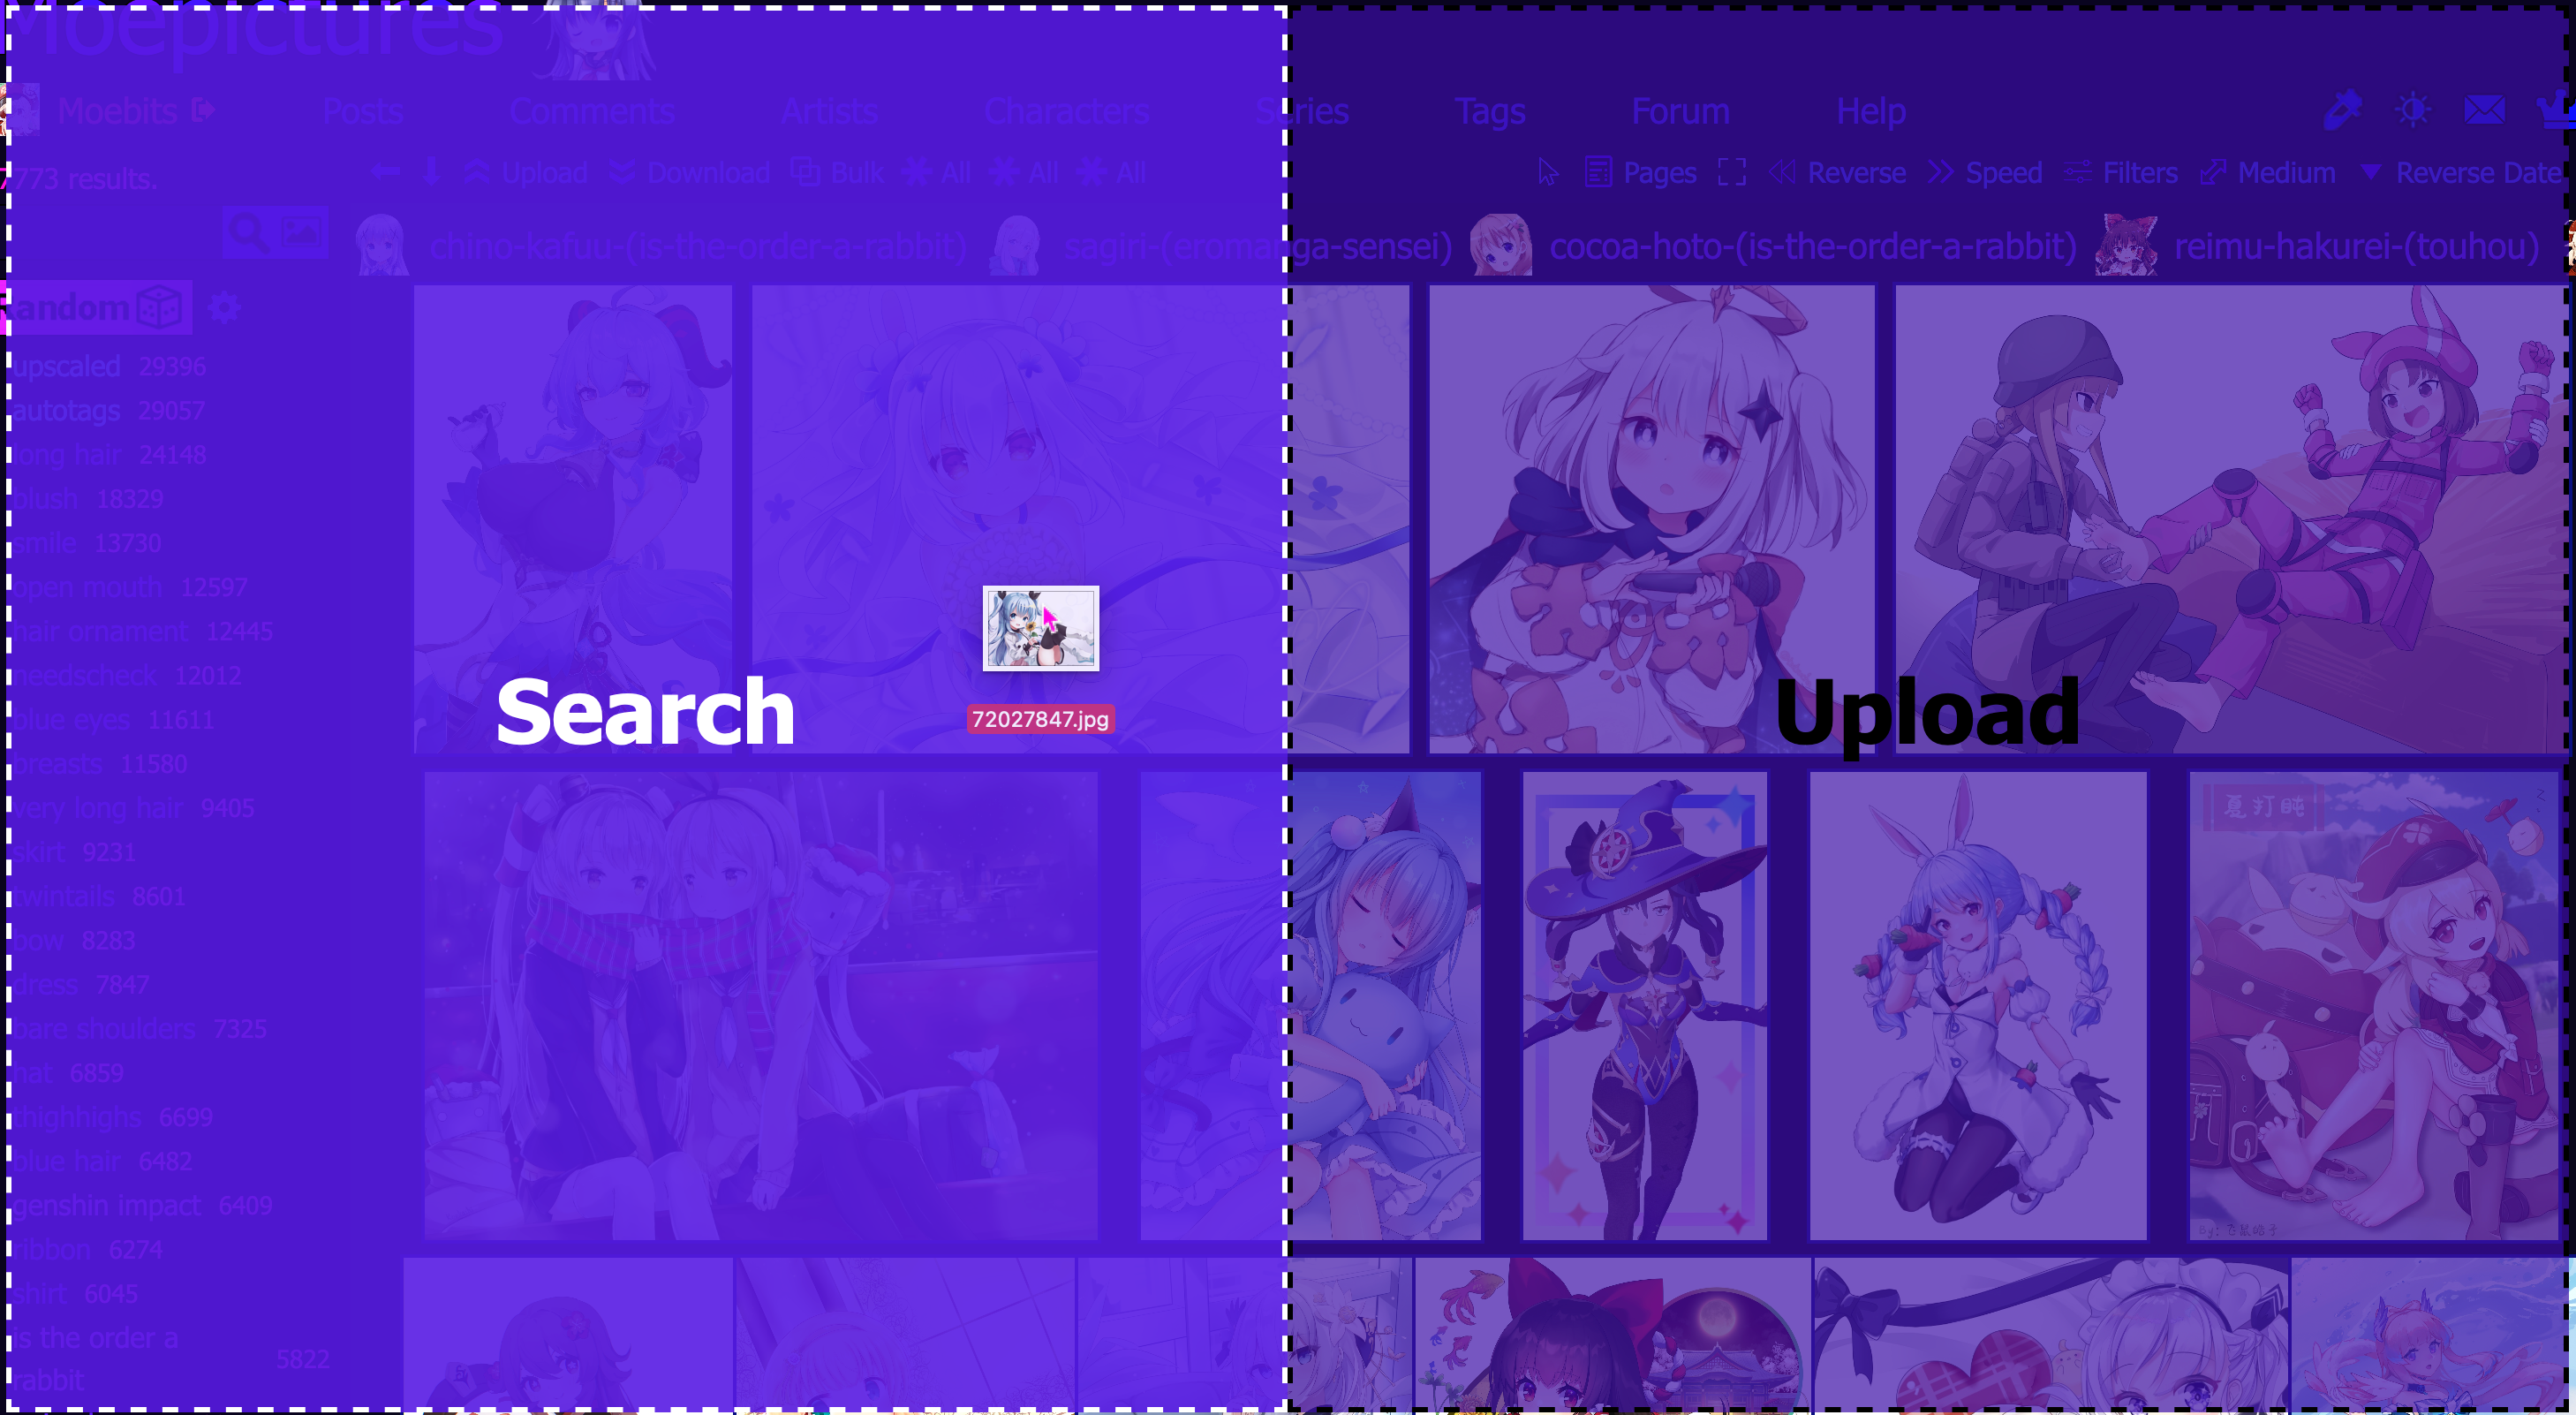 Moepictures
Moebits Posts Comments Artists Characters Series Tags Forum Help
773 results.
Upload Download Bulk All All All Pages Reverse Speed Filters Medium Reverse Date
chino-kafuu-(is-the-order-a-rabbit) sagiri-(eromanga-sensei) cocoa-hoto-(is-the-order-a-rabbit) reimu-hakurei-(touhou)
Random
upscaled 29396
autotags 29057
long hair 24148
blush 18329
smile 13730
open mouth 12597
hair ornament 12445
needscheck 12012
blue eyes 11611
breasts 11580
very long hair 9405
skirt 9231
twintails 8601
bow 8283
dress 7847
bare shoulders 7325
hat 6859
thighhighs 6699
blue hair 6482
genshin impact 6409
ribbon 6274
shirt 6045
is the order a
rabbit 5822
Search
72027847.jpg
Upload
夏打盹